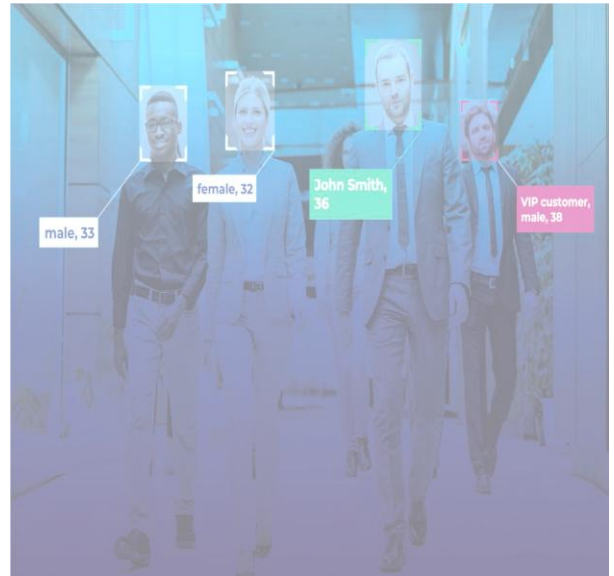 male, 33
female, 32
John Smith,
36
VIP customer,
male, 38